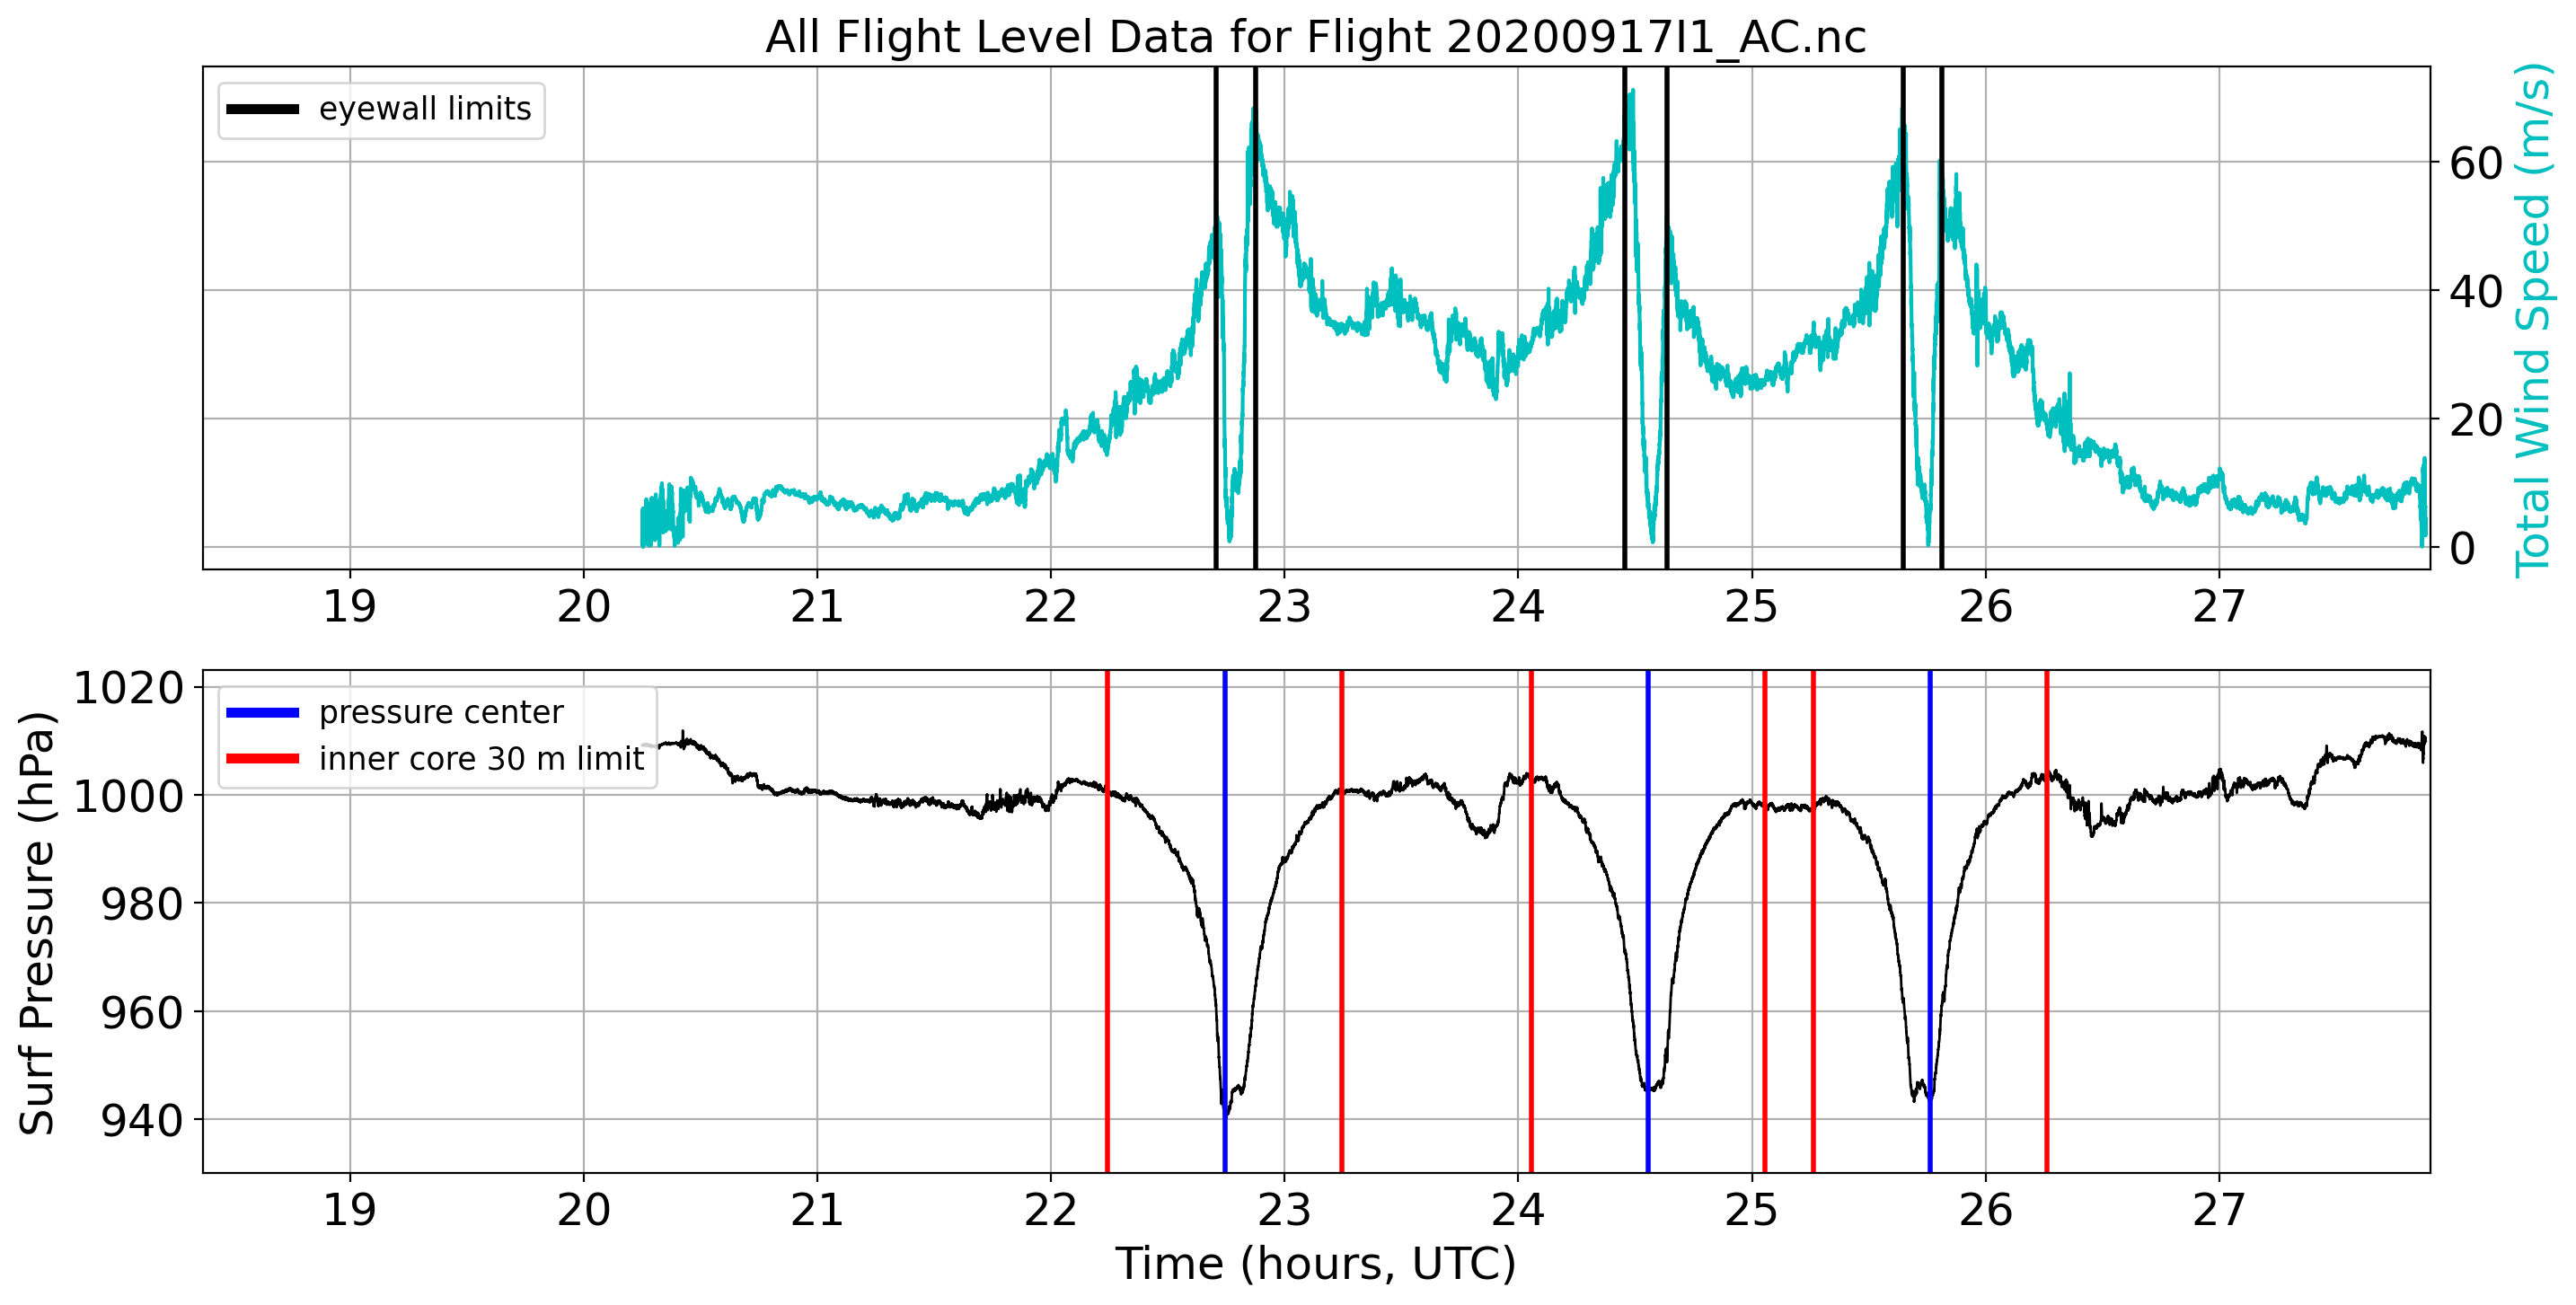 All Flight Level Data for Flight 20200917I1_AC.nc
eyewall limits
60
40
20
0
Total Wind Speed (m/s)
19 20 21 22 23 24 25 26 27
1020
1000
980
960
940
Surf Pressure (hPa)
pressure center
inner core 30 m limit
19 20 21 22 23 24 25 26 27
Time (hours, UTC)